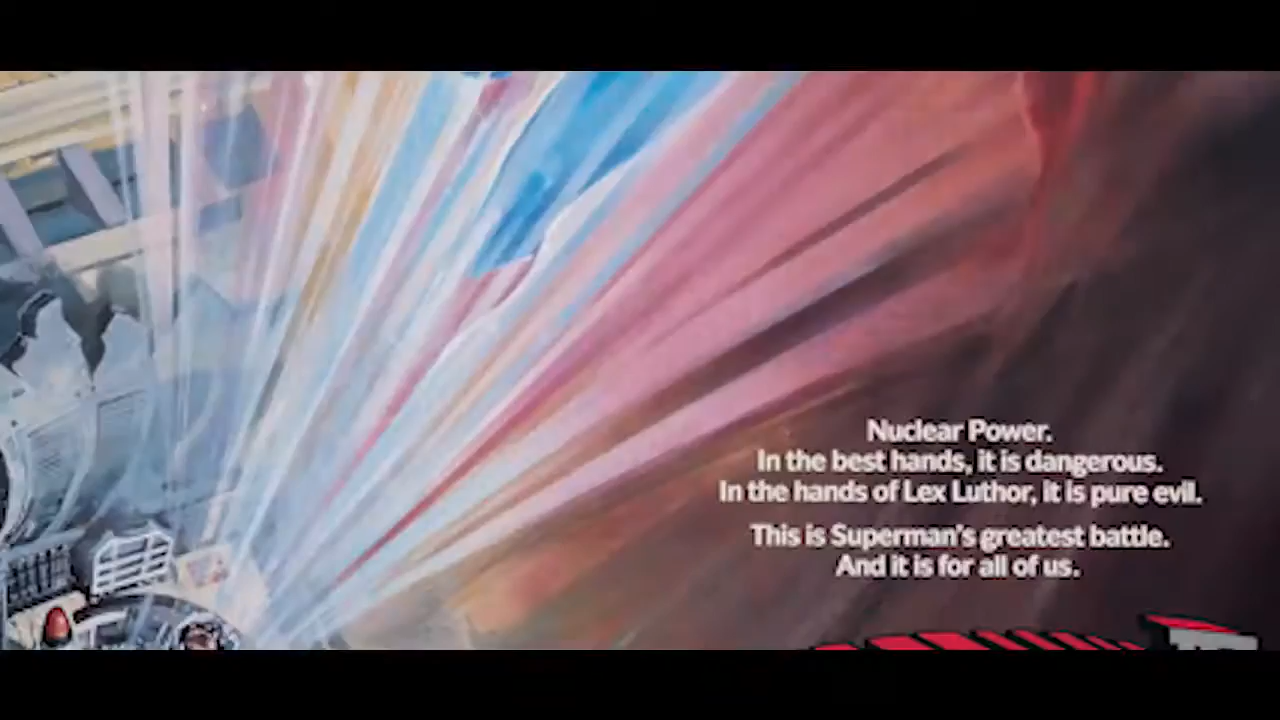 Nuclear Power.
In the best hands, it is dangerous.
In the hands of Lex Luthor, it is pure evil.
This is Superman's greatest battle.
And it is for all of us.